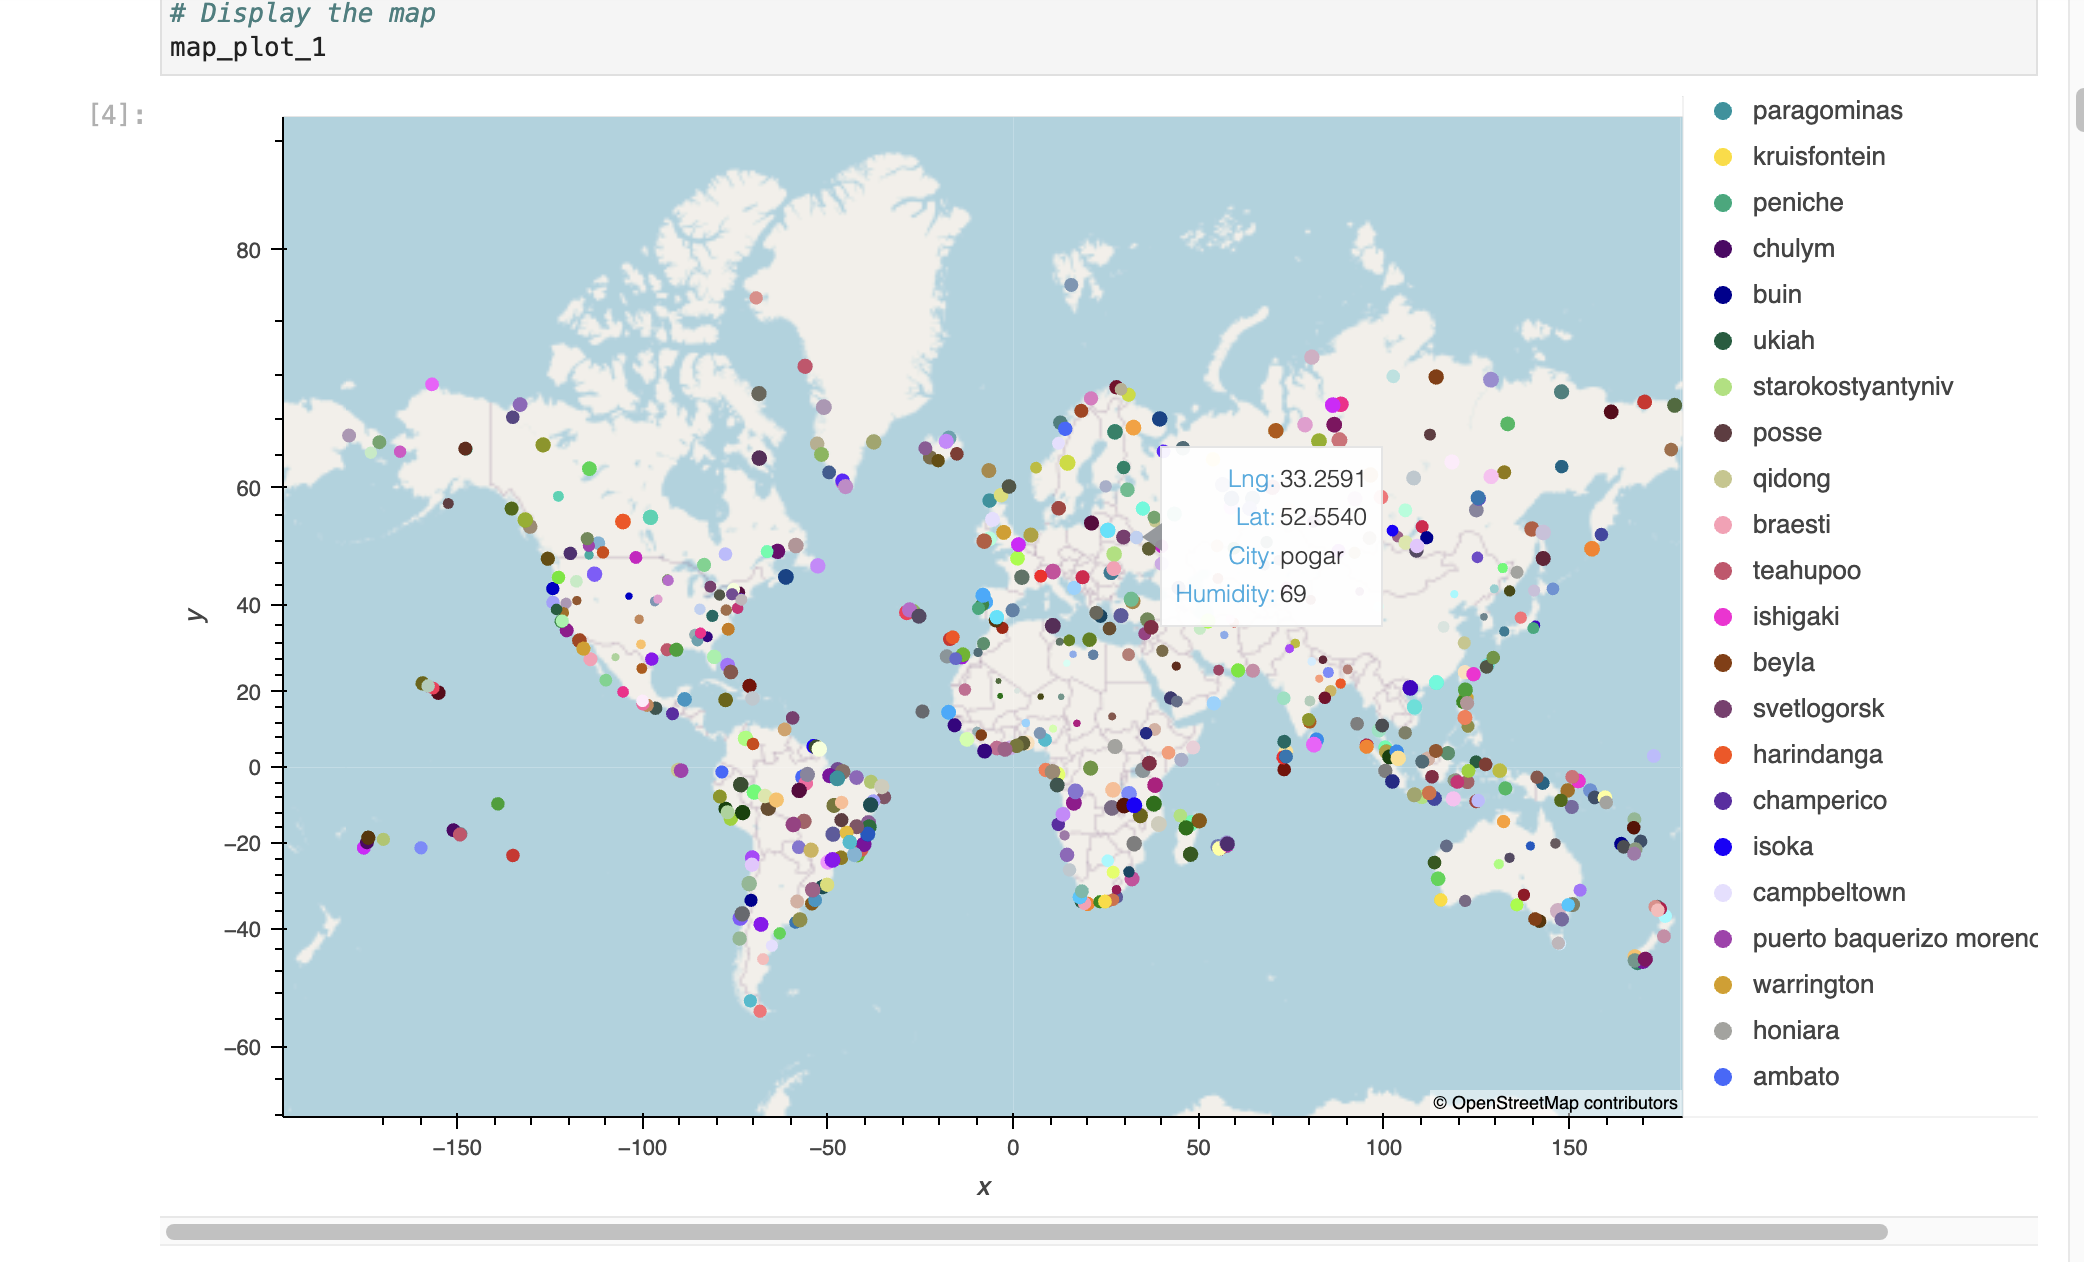 # Display the map
map_plot_1
[4]:
paragominas
kruisfontein
peniche
chulym
buin
ukiah
starokostyantyniv
posse
qidong
braesti
teahupoo
ishigaki
beyla
svetlogorsk
harindanga
champerico
isoka
campbeltown
puerto baquerizo moreno
warrington
honiara
ambato
80
60
40
20
0
−20
−40
−60
y
Lng: 33.2591
Lat: 52.5540
City: pogar
Humidity: 69
© OpenStreetMap contributors
−150
−100
−50
0
50
100
150
x